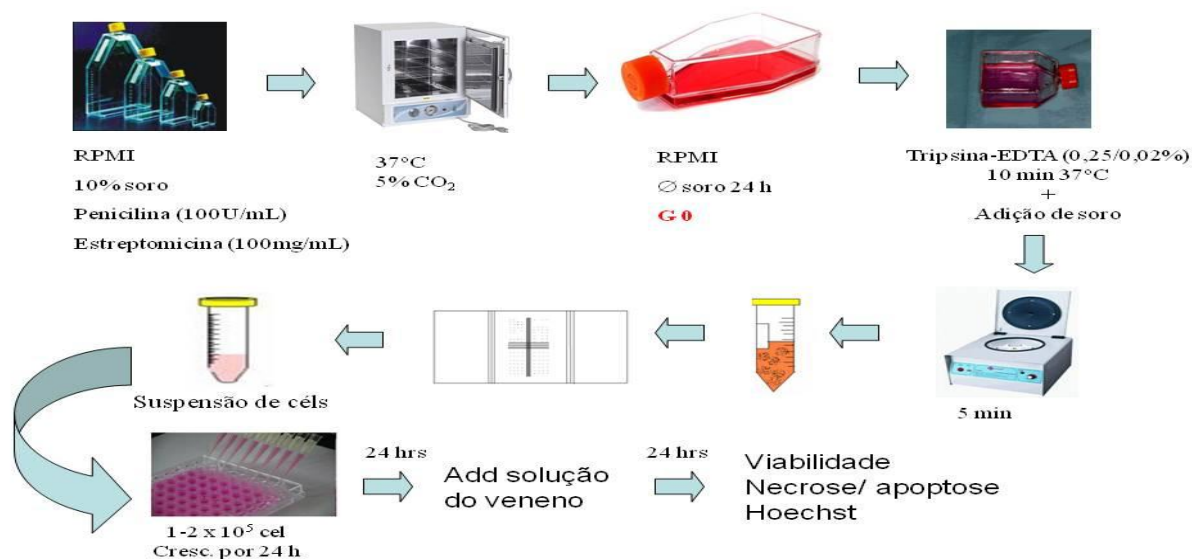 RPMI
10% soro
Penicilina (100U/mL)
Estreptomicina (100mg/mL)
37°C
5% CO₂
RPMI
∅ soro 24 h
G 0
Tripsina-EDTA (0,25/0,02%)
10 min 37°C
+
Adição de soro
5 min
Suspensão de céls
1-2 x 10⁵ cel
Cresc. por 24 h
24 hrs
Add solução
do veneno
24 hrs
Viabilidade
Necrose/ apoptose
Hoechst